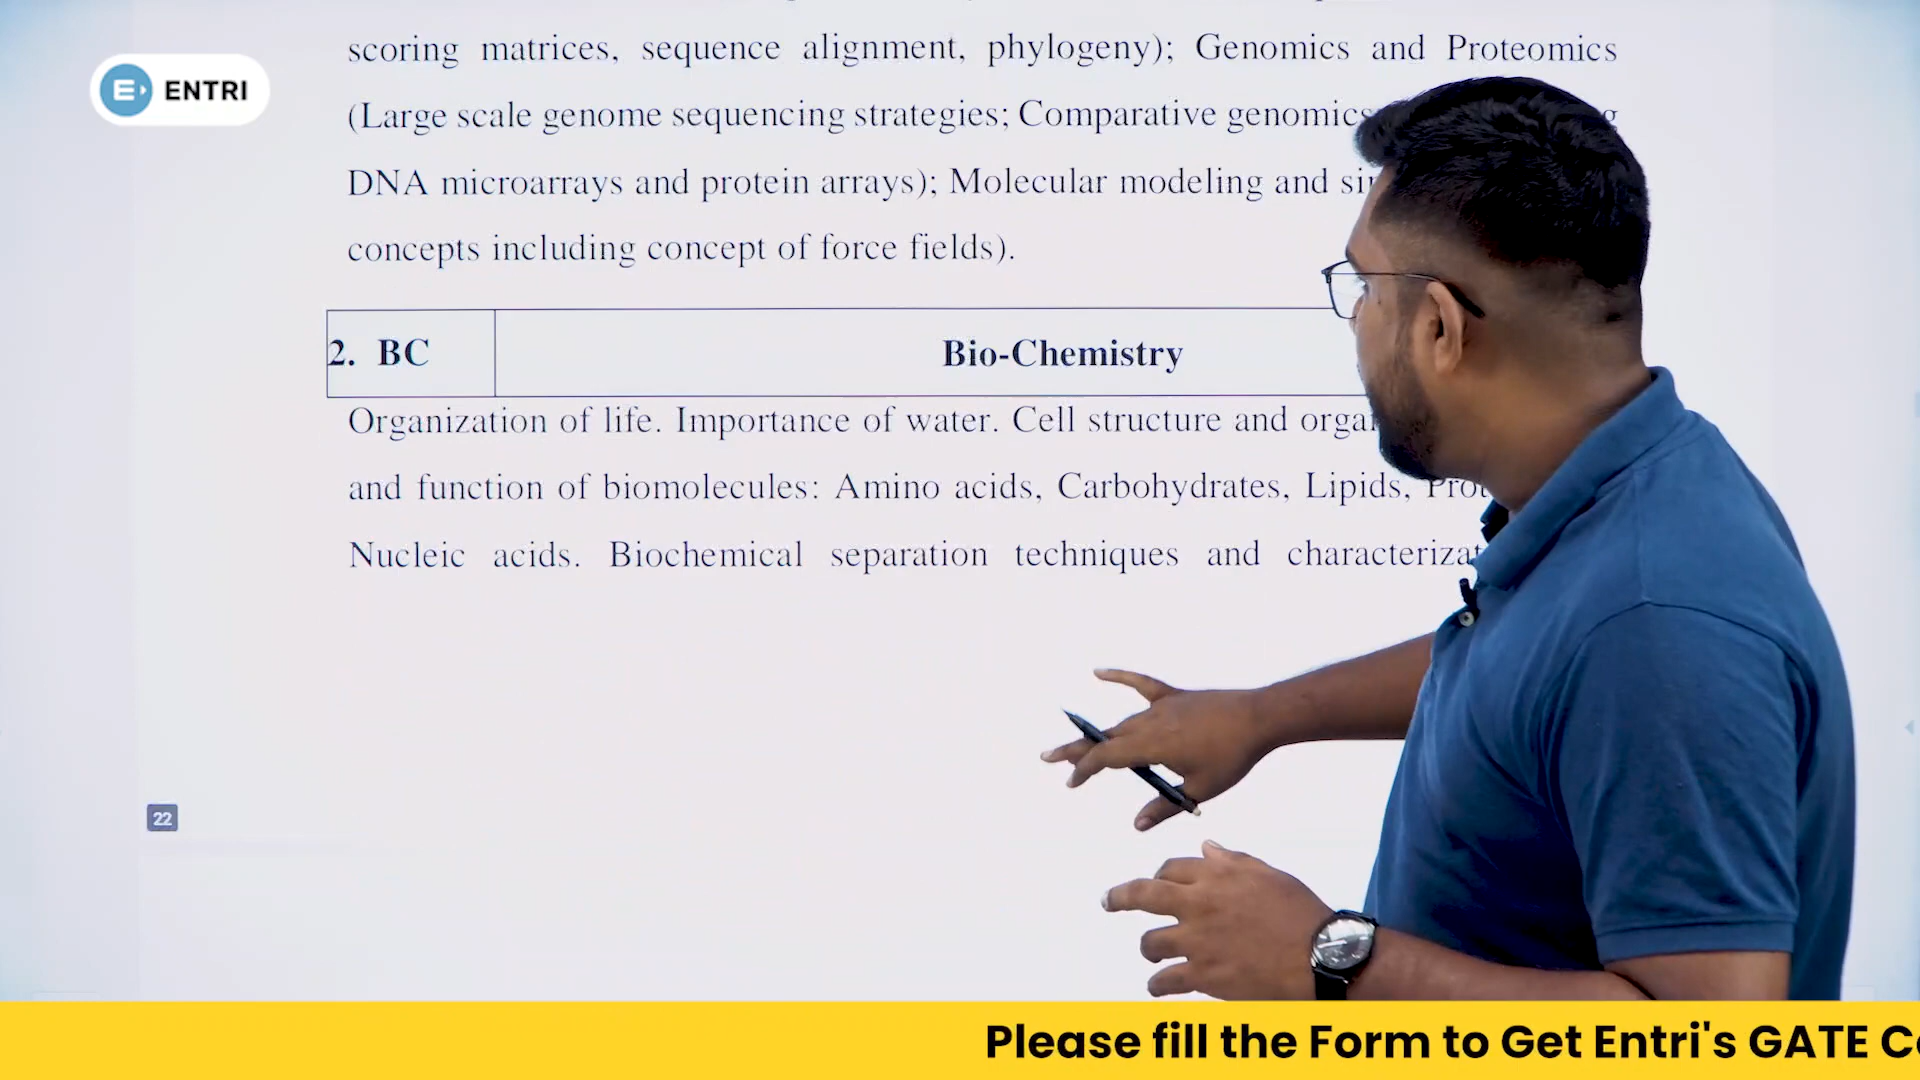 ENTRI
scoring matrices, sequence alignment, phylogeny); Genomics and Proteomics
(Large scale genome sequencing strategies; Comparative genomics
DNA microarrays and protein arrays); Molecular modeling and
concepts including concept of force fields).
2. BC Bio-Chemistry
Organization of life. Importance of water. Cell structure and
and function of biomolecules: Amino acids, Carbohydrates, Lipids,
Nucleic acids. Biochemical separation techniques and
22
Please fill the Form to Get Entri's GATE